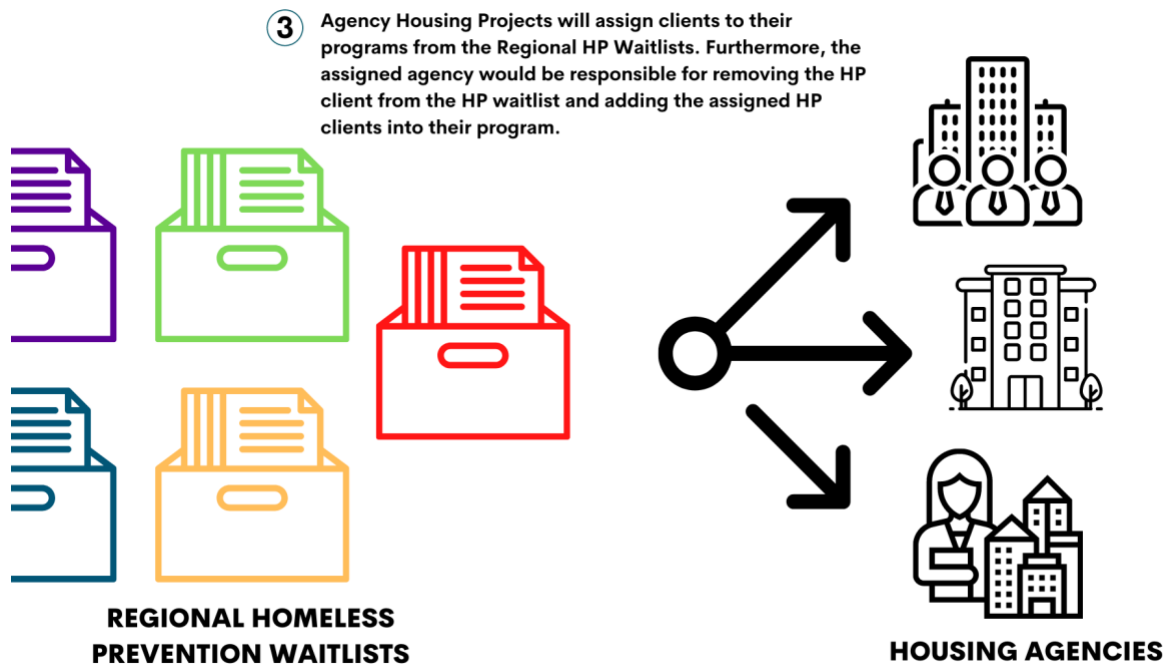 3
Agency Housing Projects will assign clients to their
programs from the Regional HP Waitlists. Furthermore, the
assigned agency would be responsible for removing the HP
client from the HP waitlist and adding the assigned HP
clients into their program.
REGIONAL HOMELESS
PREVENTION WAITLISTS
HOUSING AGENCIES